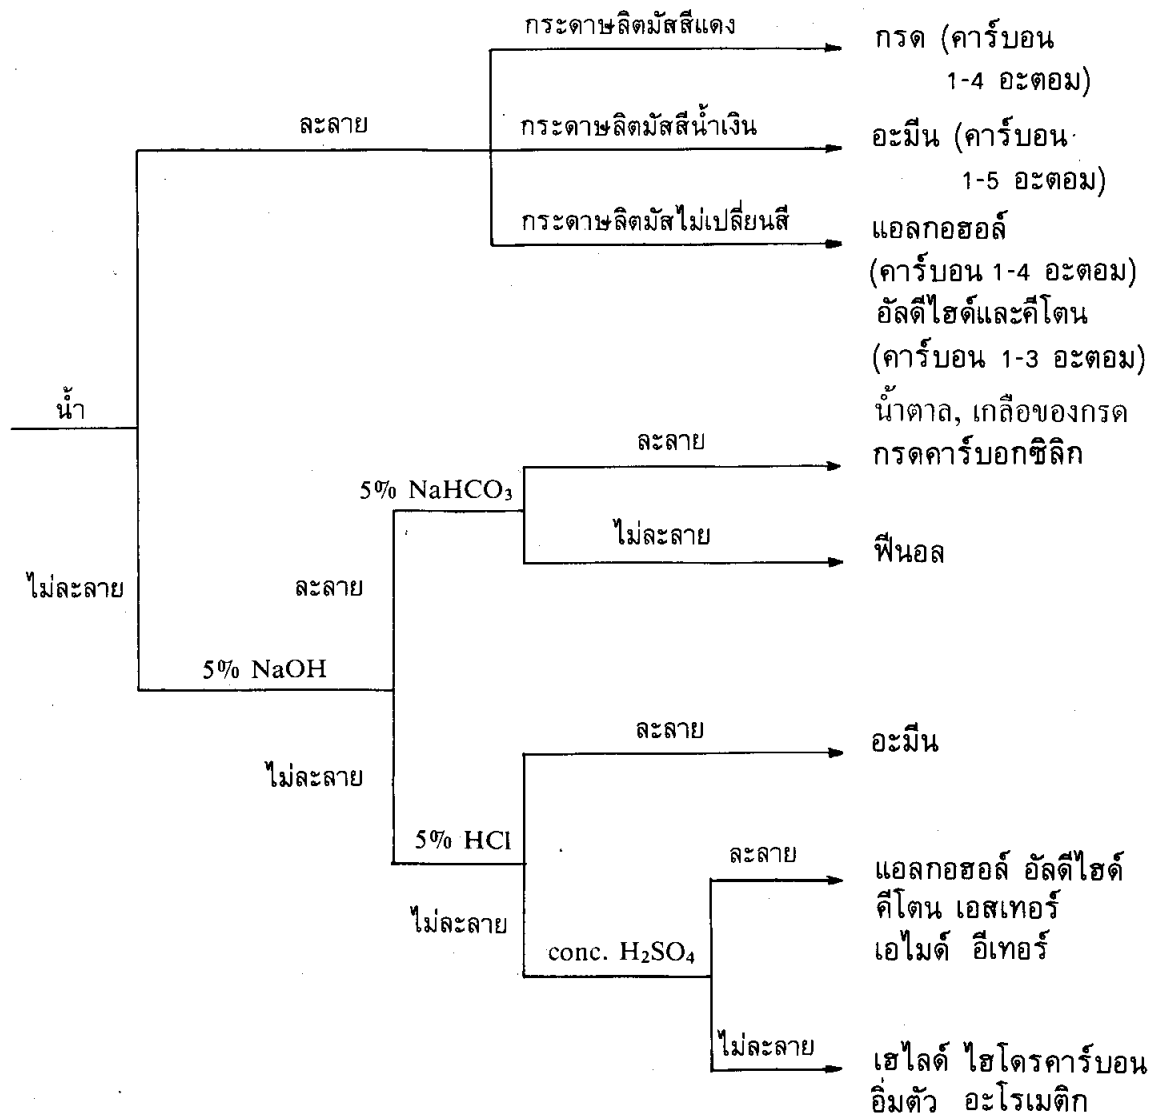 กระดาษลิตมัสสีแดง
กรด (คาร์บอน
1-4 อะตอม)
ละลาย
กระดาษลิตมัสสีน้ำเงิน
อะมีน (คาร์บอน
1-5 อะตอม)
กระดาษลิตมัสไม่เปลี่ยนสี
แอลกอฮอล์
(คาร์บอน 1-4 อะตอม)
อัลดีไฮด์และคีโตน
(คาร์บอน 1-3 อะตอม)
น้ำตาล, เกลือของกรด
น้ำ
ละลาย
กรดคาร์บอกซิลิก
5% NaHCO₃
ไม่ละลาย
ฟีนอล
ไม่ละลาย
ละลาย
5% NaOH
ละลาย
อะมีน
ไม่ละลาย
5% HCl
ละลาย
แอลกอฮอล์ อัลดีไฮด์
คีโตน เอสเทอร์
เอไมด์ อีเทอร์
ไม่ละลาย
conc. H₂SO₄
ไม่ละลาย
เฮไลด์ ไฮโดรคาร์บอน
อิ่มตัว อะโรเมติก